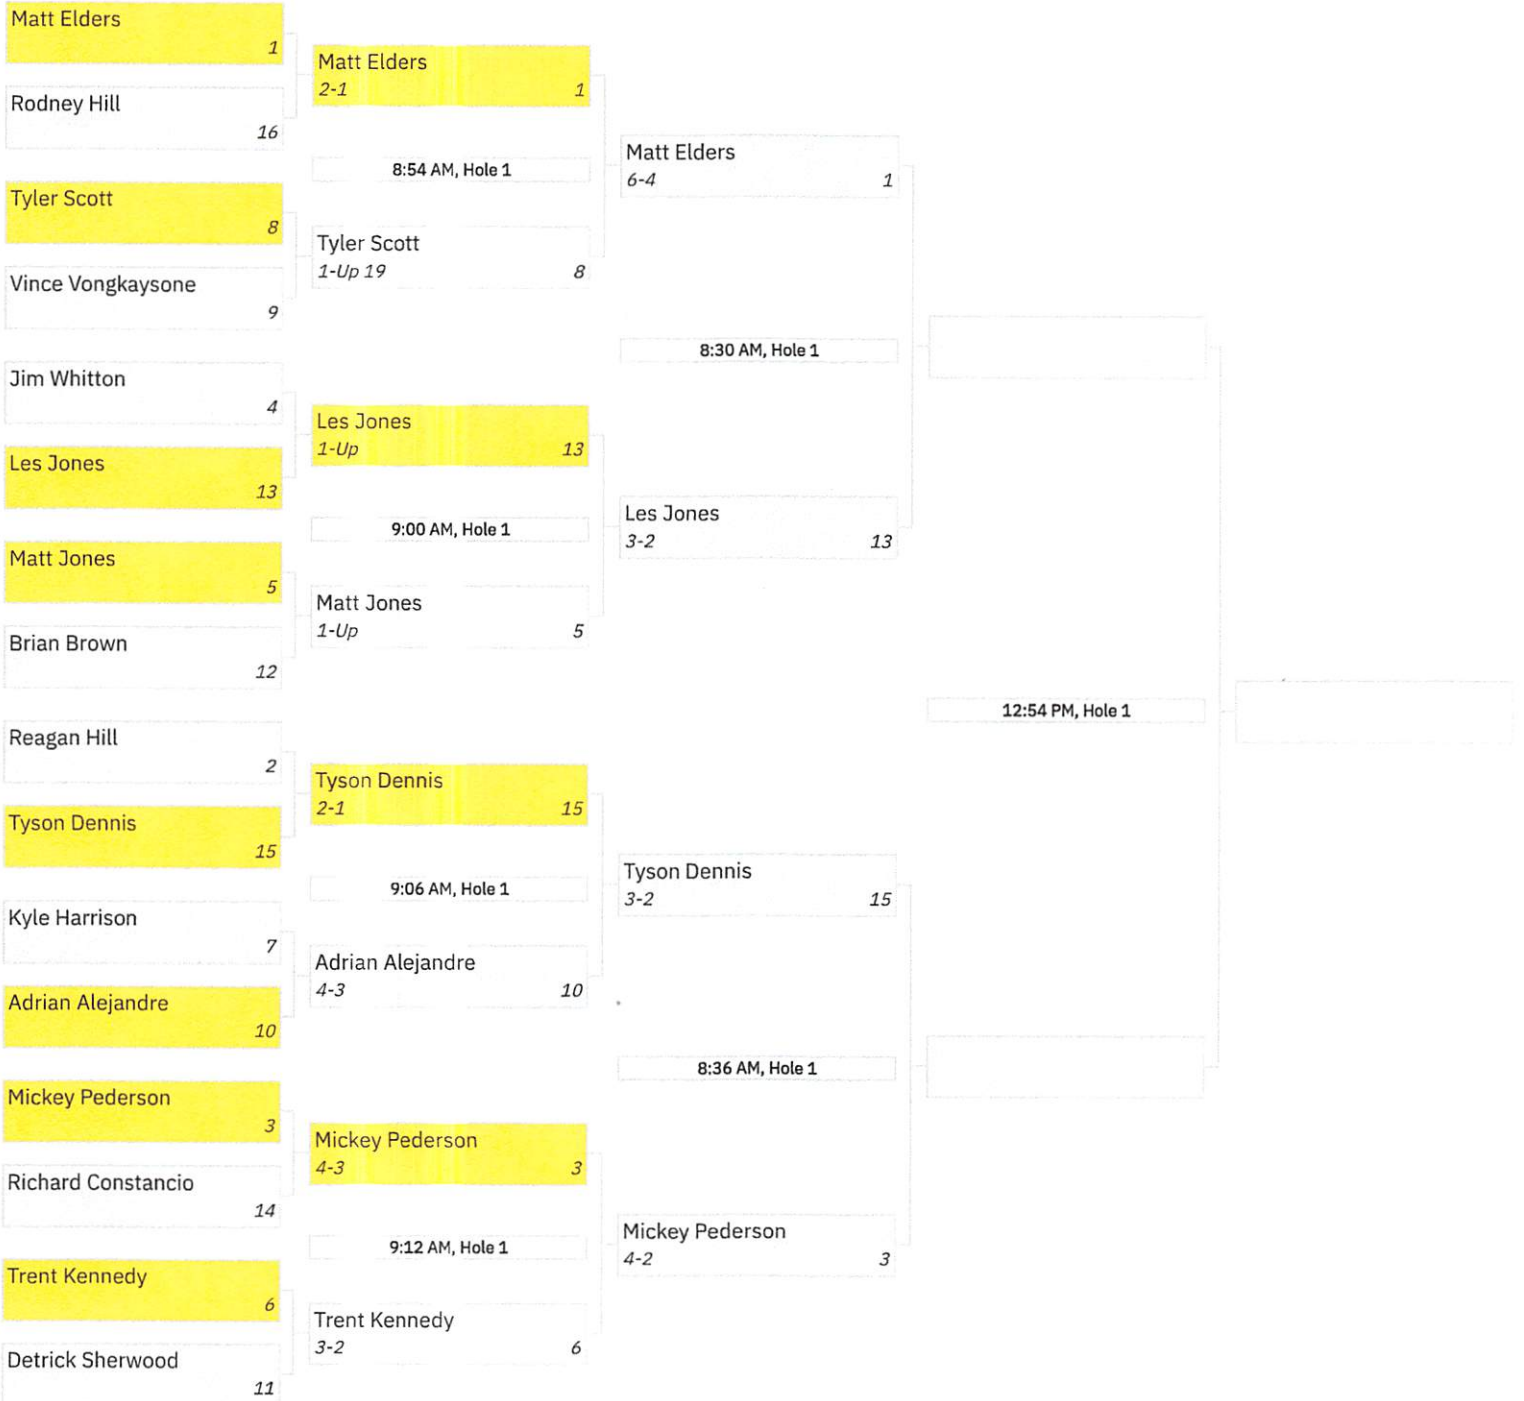 Matt Elders
1
Rodney Hill
16
Tyler Scott
8
Vince Vongkaysone
9
Jim Whitton
4
Les Jones
13
Matt Jones
5
Brian Brown
12
Reagan Hill
2
Tyson Dennis
15
Kyle Harrison
7
Adrian Alejandre
10
Mickey Pederson
3
Richard Constancio
14
Trent Kennedy
6
Detrick Sherwood
11
Matt Elders
2-1 1
8:54 AM, Hole 1
Tyler Scott
1-Up 19 8
Les Jones
1-Up 13
9:00 AM, Hole 1
Matt Jones
1-Up 5
Tyson Dennis
2-1 15
9:06 AM, Hole 1
Adrian Alejandre
4-3 10
Mickey Pederson
4-3 3
9:12 AM, Hole 1
Trent Kennedy
3-2 6
Matt Elders
6-4 1
8:30 AM, Hole 1
Les Jones
3-2 13
Tyson Dennis
3-2 15
8:36 AM, Hole 1
Mickey Pederson
4-2 3
12:54 PM, Hole 1